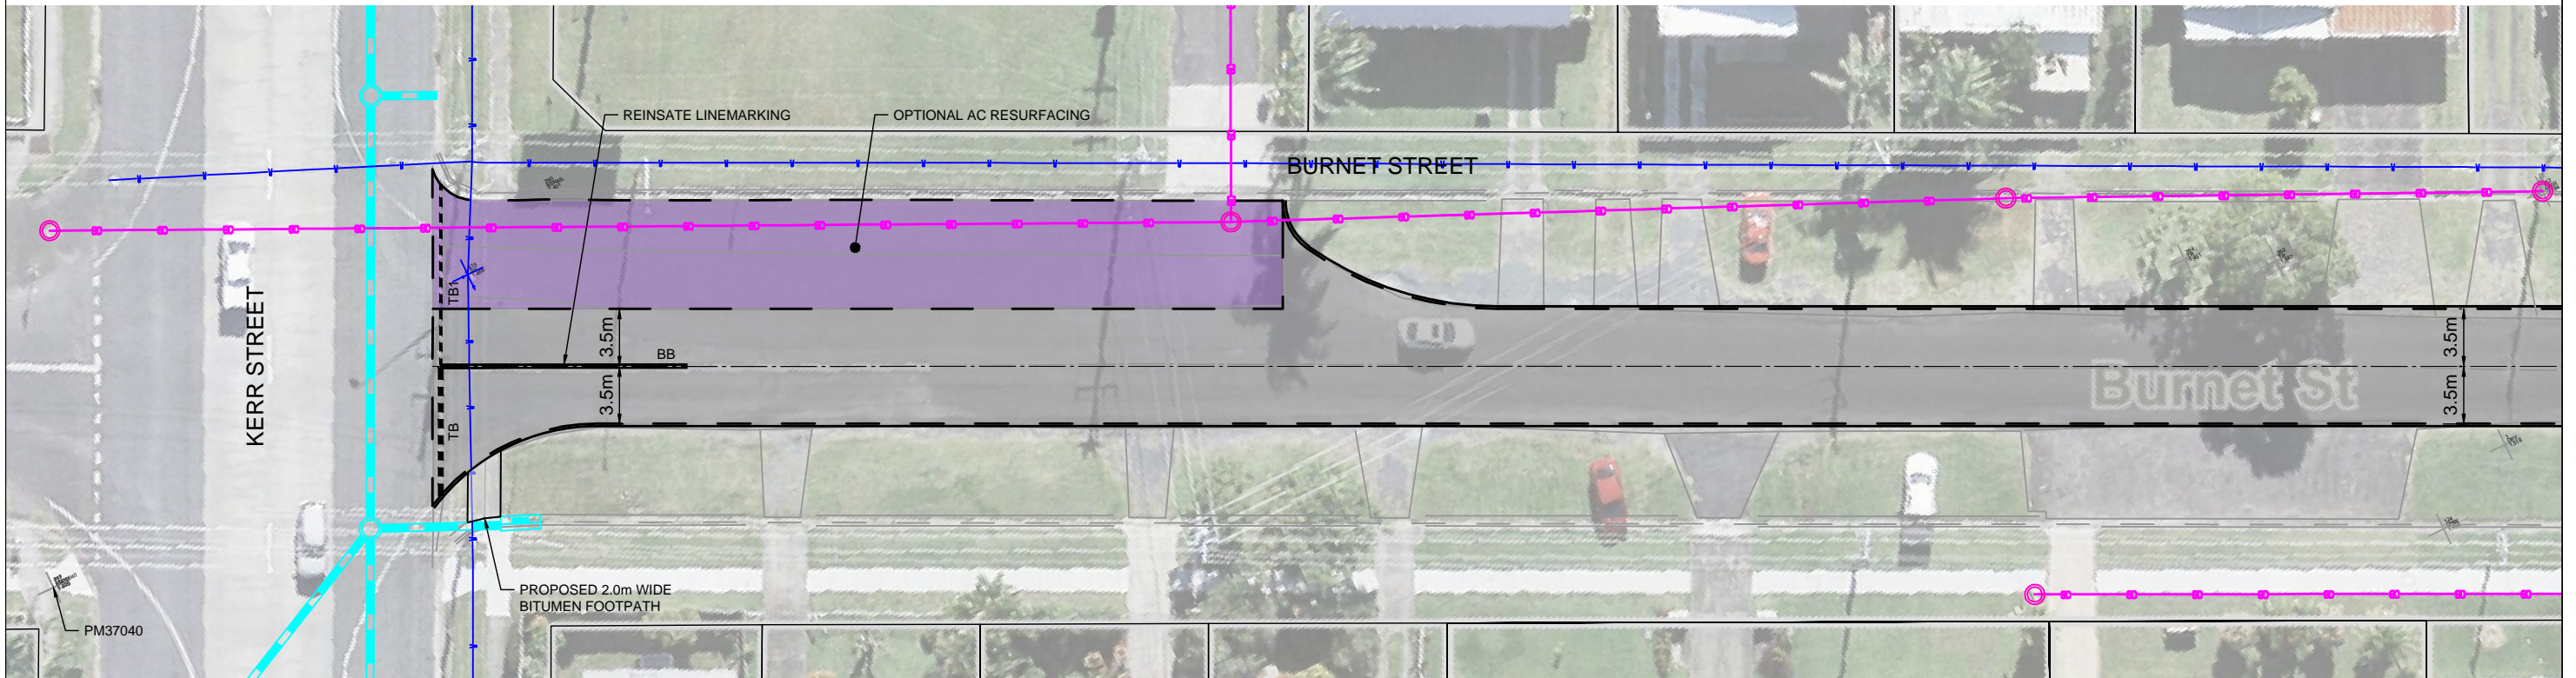 REINSATE LINEMARKING
OPTIONAL AC RESURFACING
BURNET STREET
KERR STREET
TB1
TB
BB
3.5m
3.5m
3.5m
3.5m
Burnet St
PROPOSED 2.0m WIDE
BITUMEN FOOTPATH
PM37040